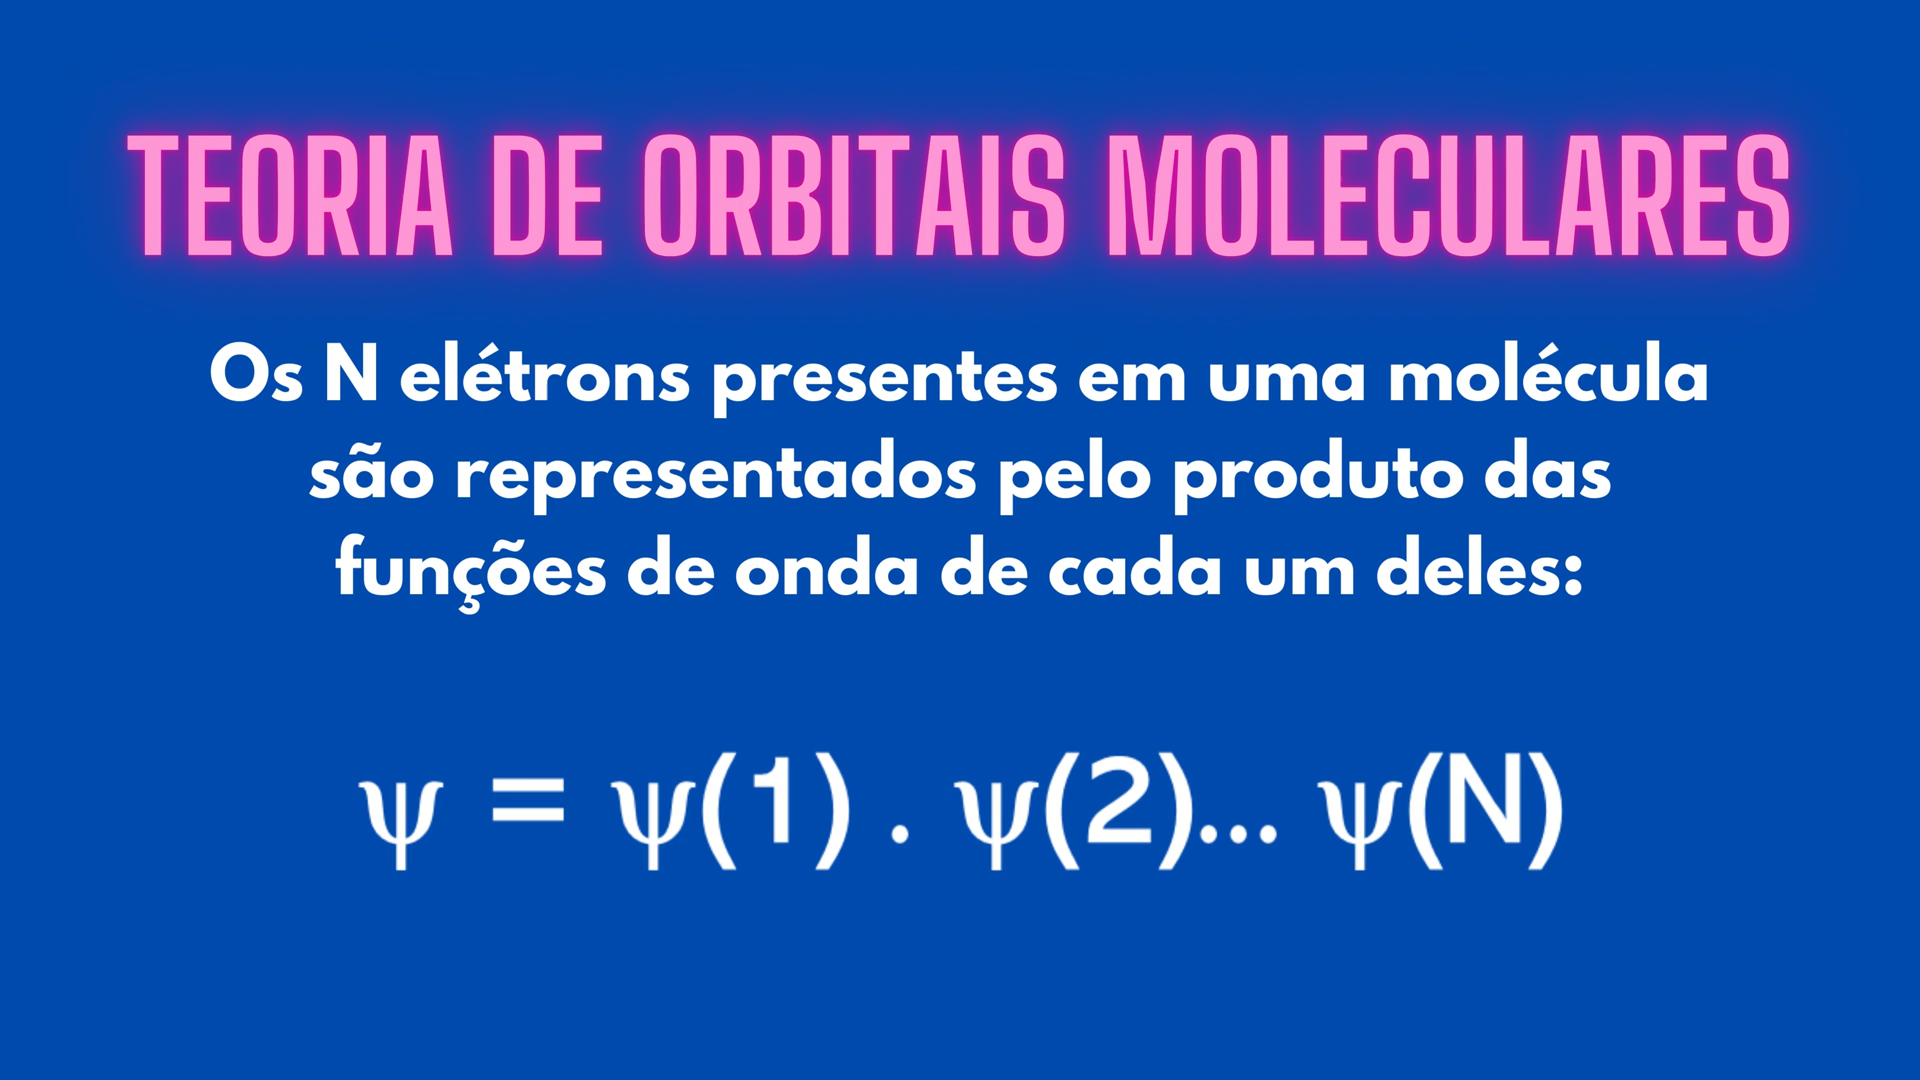 TEORIA DE ORBITAIS MOLECULARES
Os N elétrons presentes em uma molécula
são representados pelo produto das
funções de onda de cada um deles:
ψ = ψ(1) . ψ(2)... ψ(N)